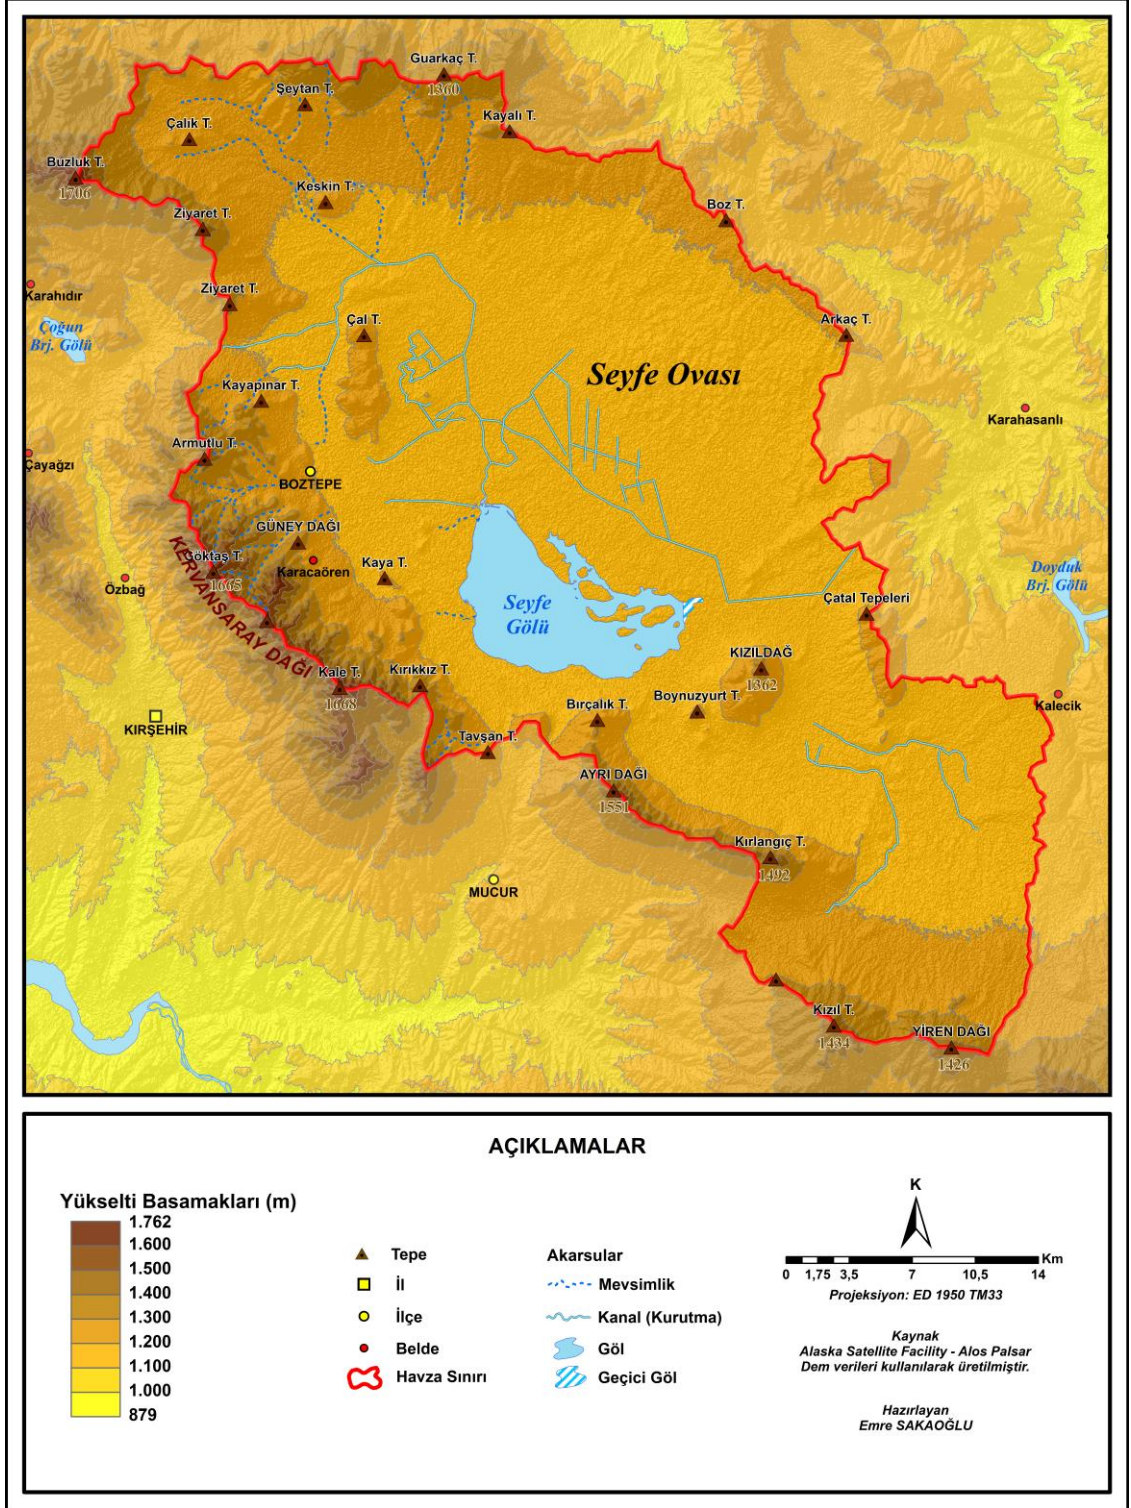 Guarkaç T.
1360
Şeytan T.
Kayalı T.
Çalık T.
Buzluk T.
1706
Keskin T.
Ziyaret T.
Boz T.
Ziyaret T.
Karahıdır
Çoğun
Brj. Gölü
Çal T.
Arkaç T.
Seyfe Ovası
Kayapınar T.
Karahasanlı
Armutlu T.
Çayağzı
BOZTEPE
GÜNEY DAĞI
Göktaş T.
1665
Karacaören
Kaya T.
Özbağ
KERVANSARAY DAĞI
Seyfe
Gölü
Doyduk
Brj. Gölü
Çatal Tepeleri
KIZILDAĞ
1362
Kale T.
1668
Kırıkkız T.
Boynuzyurt T.
Bırçalık T.
Kalecik
KIRŞEHİR
Tavşan T.
AYRI DAĞI
1551
Kırlangıç T.
1492
MUCUR
Kızıl T.
1434
YİREN DAĞI
1426
AÇIKLAMALAR
Yükselti Basamakları (m)
1.762
1.600
1.500
1.400
1.300
1.200
1.100
1.000
879
Tepe
İl
İlçe
Belde
Havza Sınırı
Akarsular
Mevsimlik
Kanal (Kurutma)
Göl
Geçici Göl
K
Km
0 1,75 3,5 7 10,5 14
Projeksiyon: ED 1950 TM33
Kaynak
Alaska Satellite Facility - Alos Palsar
Dem verileri kullanılarak üretilmiştir.
Hazırlayan
Emre SAKAOĞLU